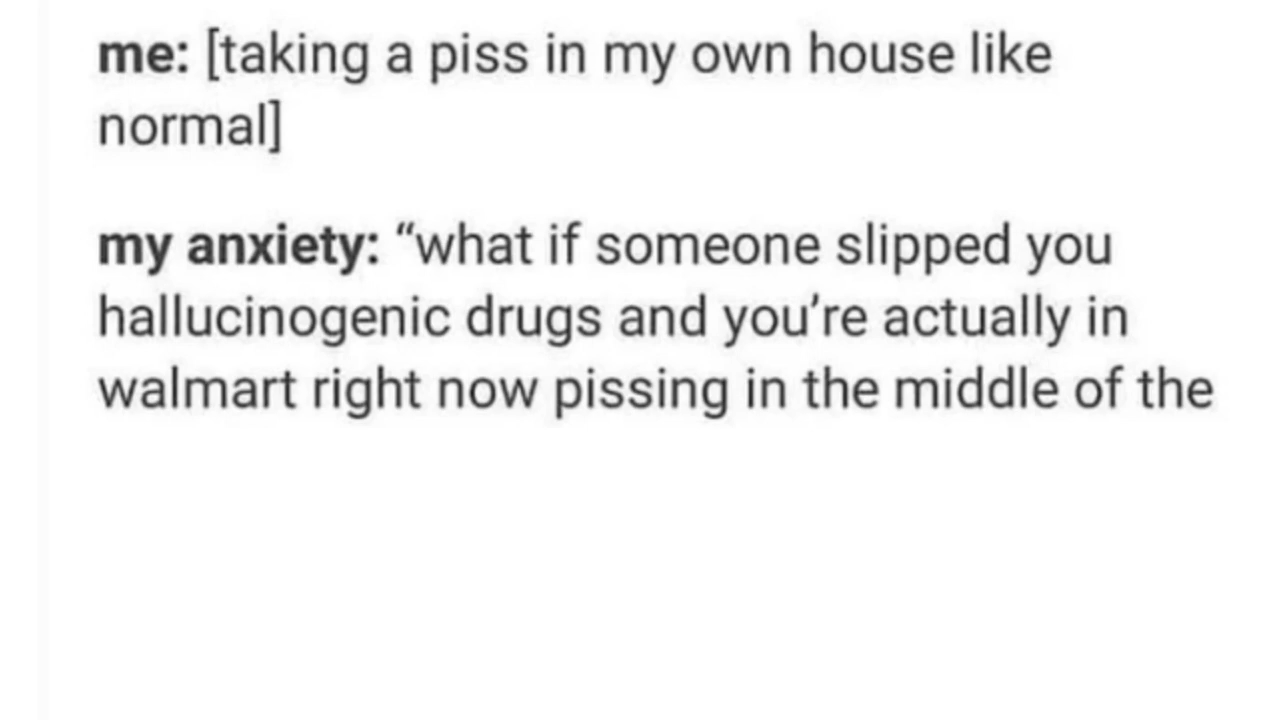 me: [taking a piss in my own house like
normal]
my anxiety: “what if someone slipped you
hallucinogenic drugs and you’re actually in
walmart right now pissing in the middle of the